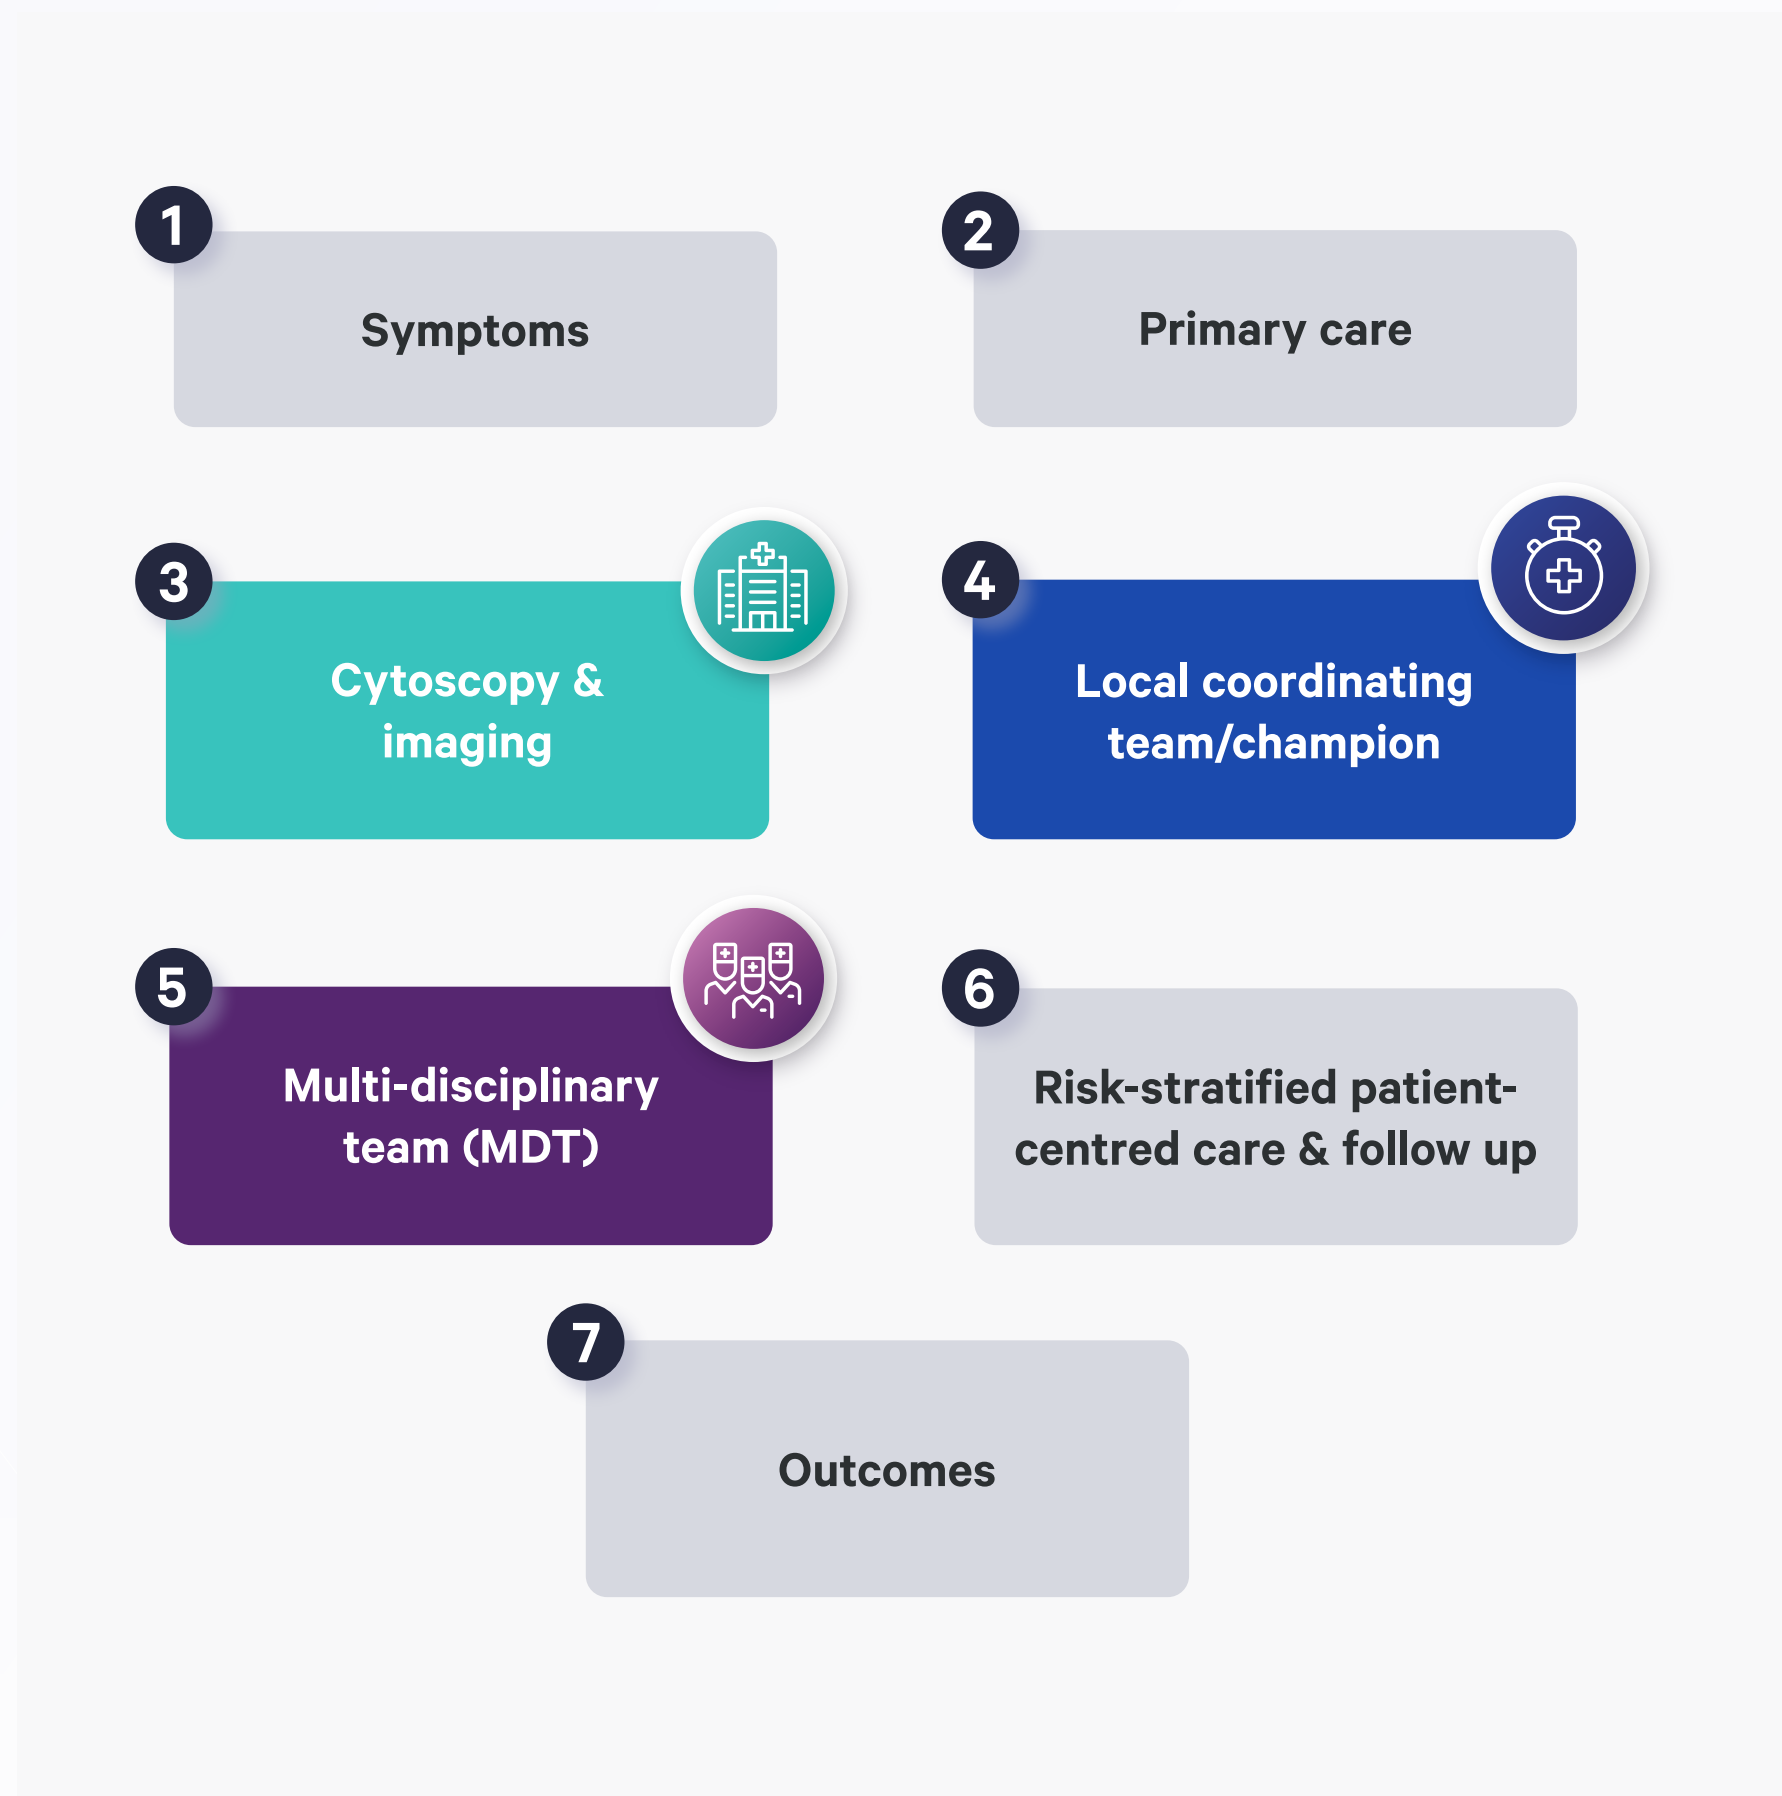 1
Symptoms
2
Primary care
3
Cytoscopy &
imaging
4
Local coordinating
team/champion
5
Multi-disciplinary
team (MDT)
6
Risk-stratified patient-
centred care & follow up
7
Outcomes